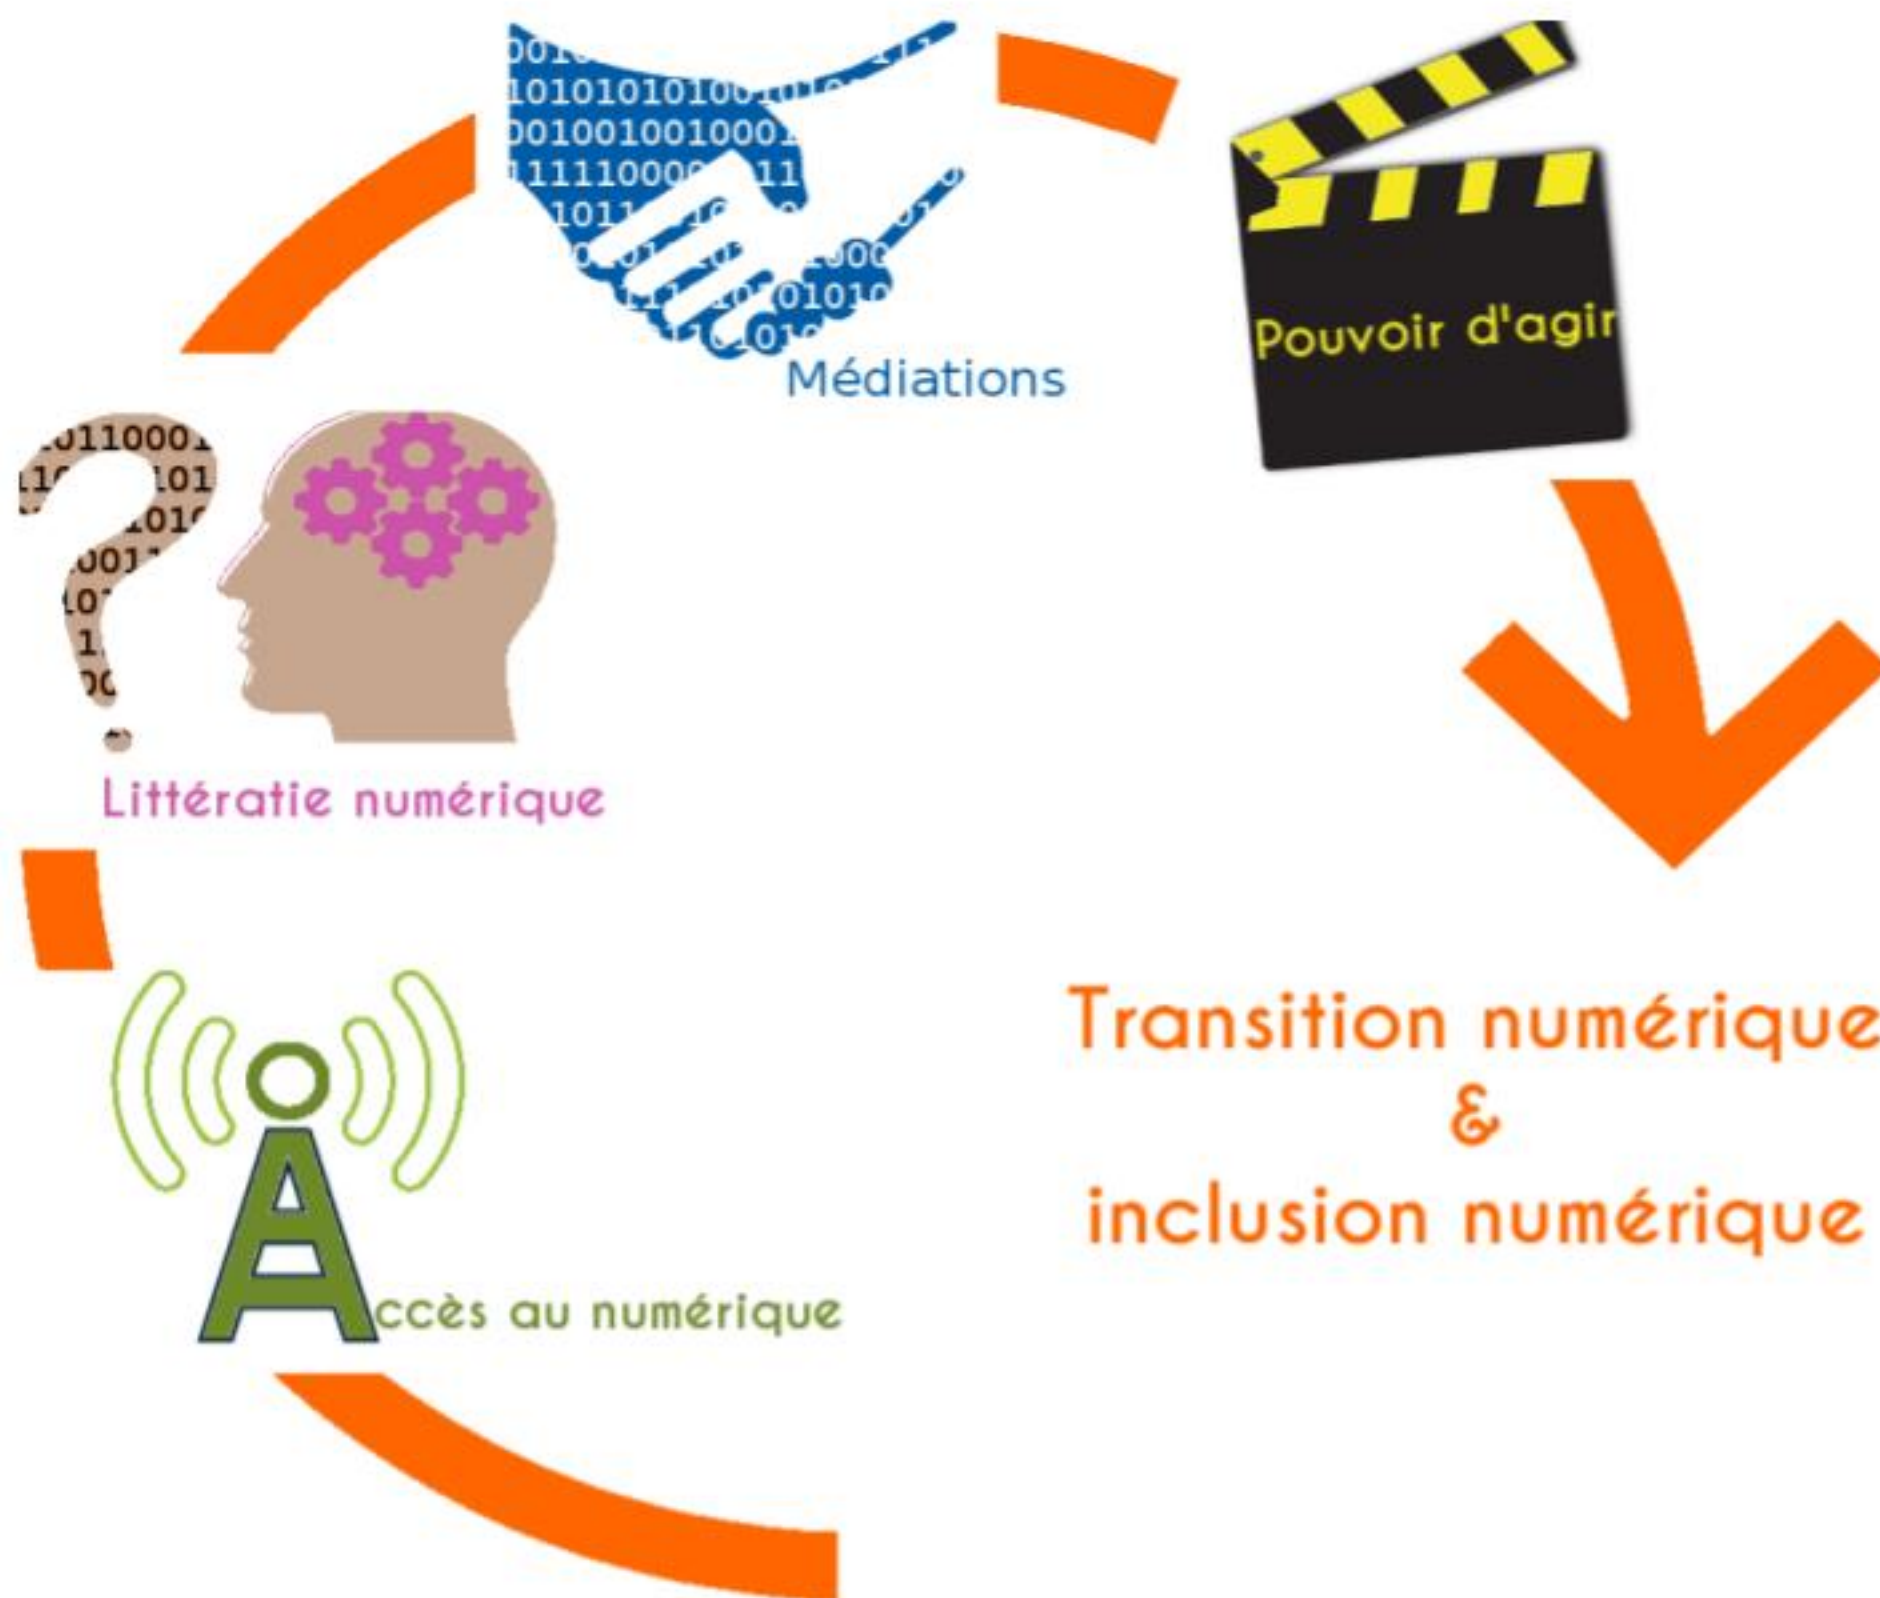 Médiations
Pouvoir d'agir
Littératie numérique
Accès au numérique
Transition numérique
&
inclusion numérique